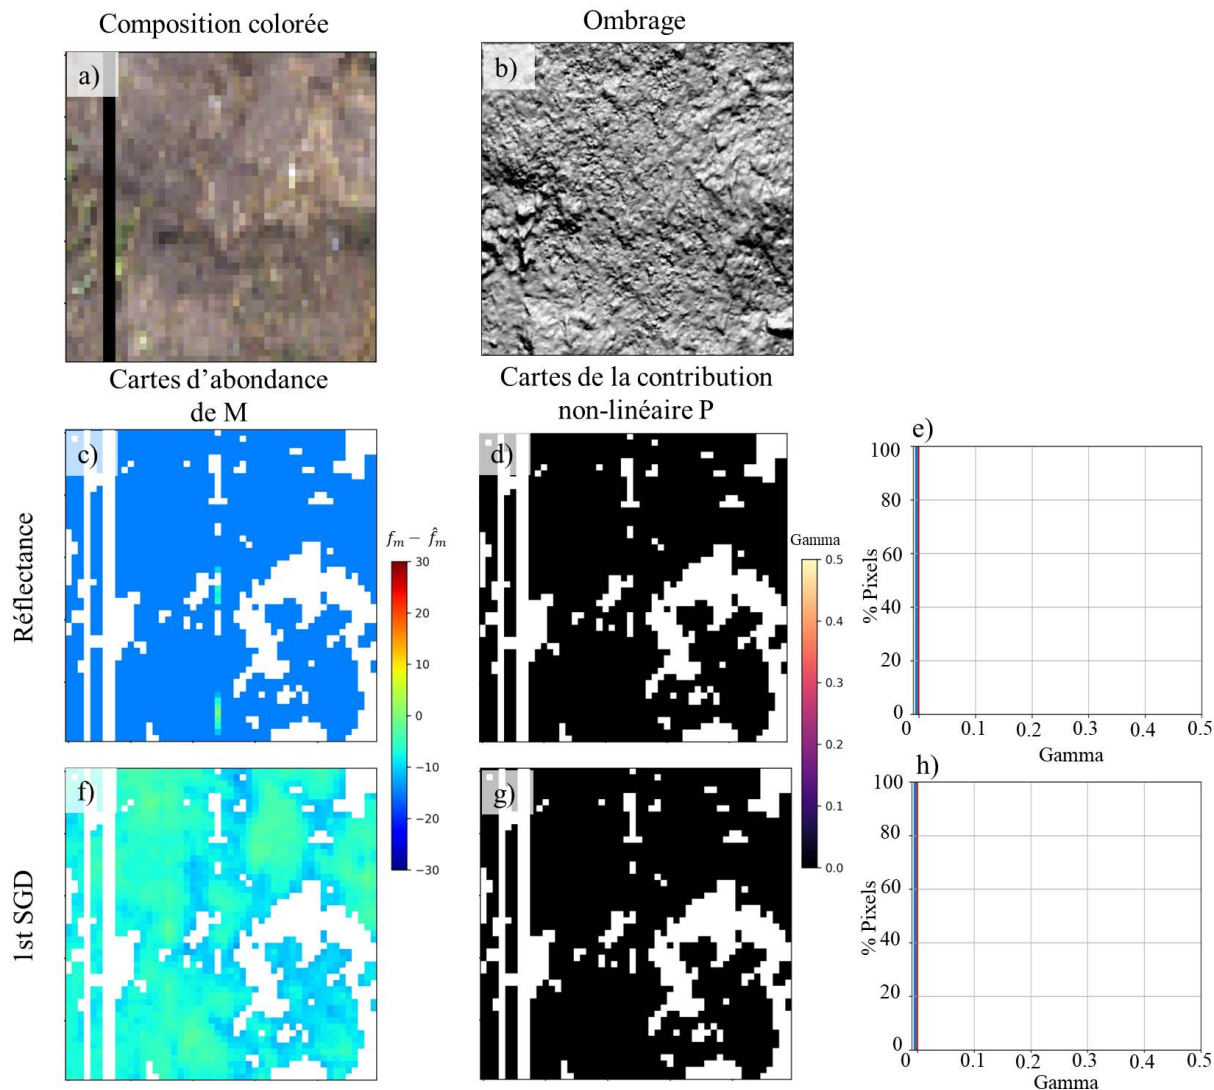 Composition colorée
Ombrage
a)
b)
Cartes d’abondance
de M
Cartes de la contribution
non-linéaire P
Réflectance
c)
d)
e)
f_m − \hat{f}_m
30
20
10
0
−10
−20
−30
Gamma
0.5
0.4
0.3
0.2
0.1
0.0
% Pixels
100
80
60
40
20
0
0.1
0.2
0.3
0.4
0.5
Gamma
1st SGD
f)
g)
h)
% Pixels
100
80
60
40
20
0
0
0.1
0.2
0.3
0.4
0.5
Gamma